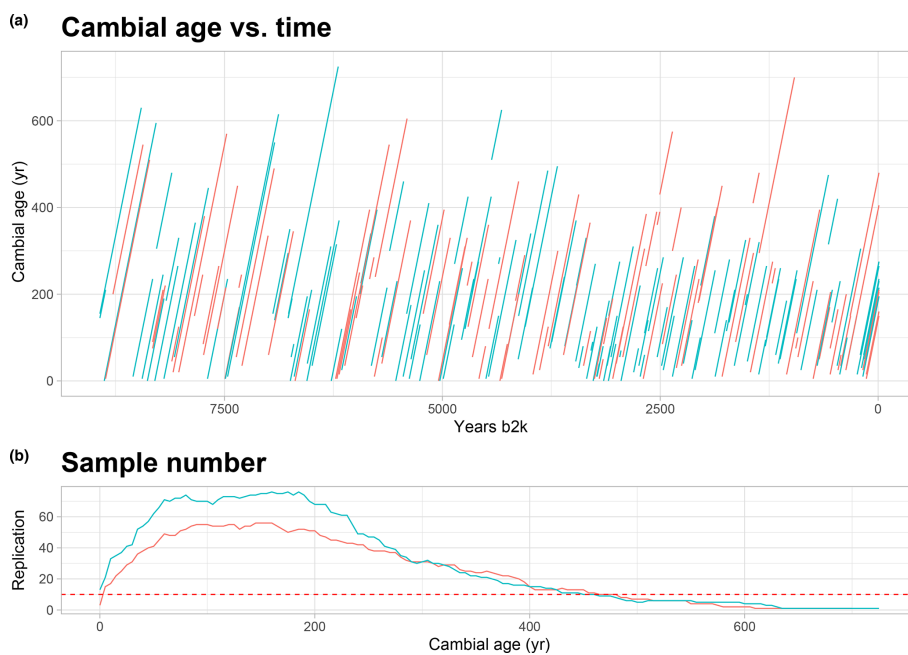 (a) Cambial age vs. time
Cambial age (yr)
600
400
200
0
7500 5000 2500 0
Years b2k
(b) Sample number
Replication
60
40
20
0
0 200 400 600
Cambial age (yr)